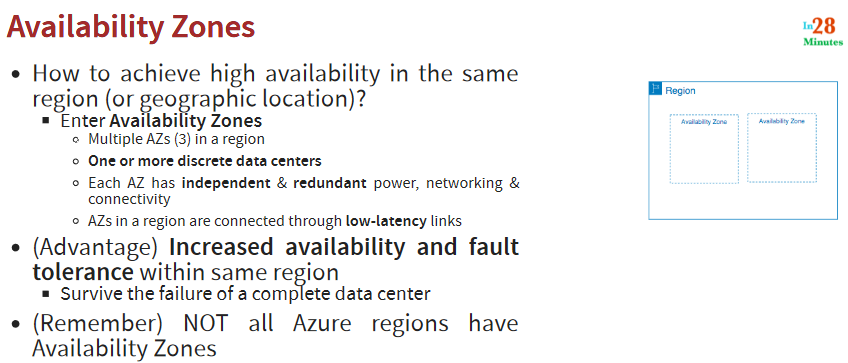 Availability Zones
In28
Minutes
• How to achieve high availability in the same
region (or geographic location)?
▪ Enter Availability Zones
◦ Multiple AZs (3) in a region
◦ One or more discrete data centers
◦ Each AZ has independent & redundant power, networking &
connectivity
◦ AZs in a region are connected through low-latency links
• (Advantage) Increased availability and fault
tolerance within same region
▪ Survive the failure of a complete data center
• (Remember) NOT all Azure regions have
Availability Zones
Region
Availability Zone
Availability Zone